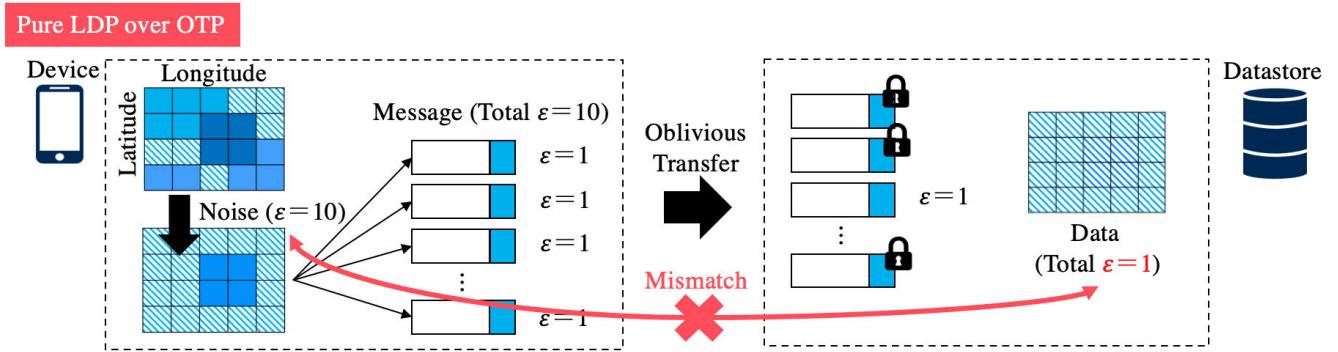 Pure LDP over OTP
Device
Longitude
Latitude
Noise (ε=10)
Message (Total ε=10)
ε=1
ε=1
ε=1
⋮
ε=1
Oblivious
Transfer
Mismatch
ε=1
⋮
Data
(Total ε=1)
Datastore